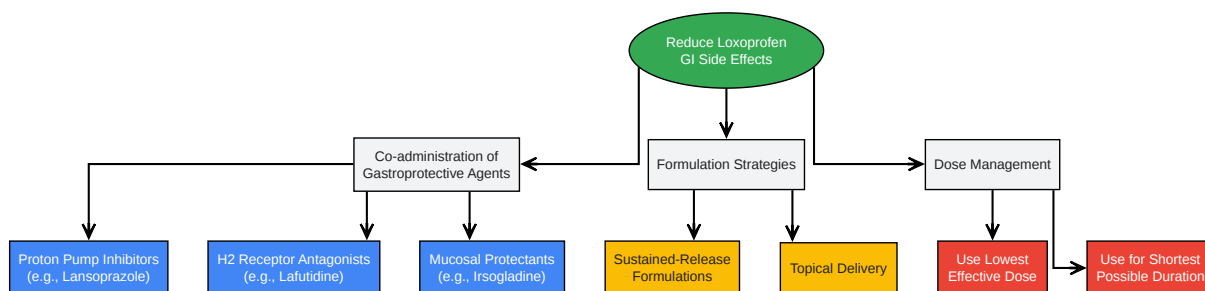 Reduce Loxoprofen
GI Side Effects
Co-administration of
Gastroprotective Agents
Formulation Strategies
Dose Management
Proton Pump Inhibitors
(e.g., Lansoprazole)
H2 Receptor Antagonists
(e.g., Lafutidine)
Mucosal Protectants
(e.g., Irsogladine)
Sustained-Release
Formulations
Topical Delivery
Use Lowest
Effective Dose
Use for Shortest
Possible Duration